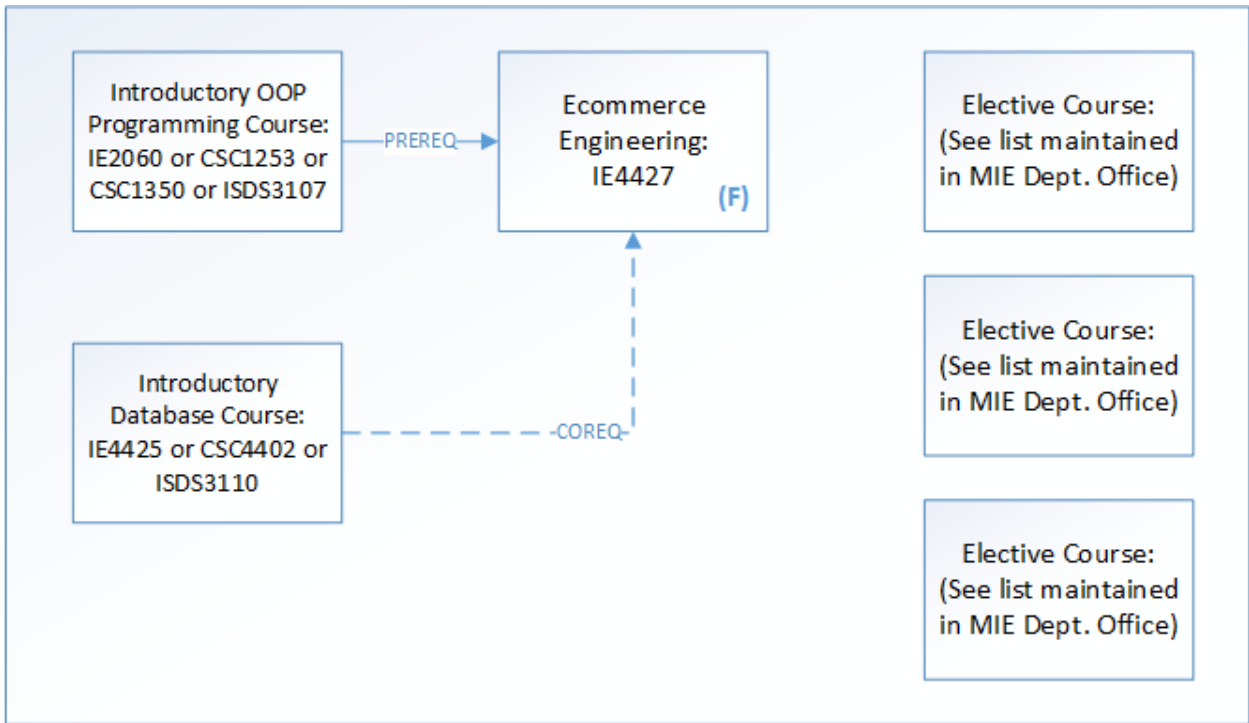 Introductory OOP
Programming Course:
IE2060 or CSC1253 or
CSC1350 or ISDS3107
PREREQ
Ecommerce
Engineering:
IE4427
(F)
Elective Course:
(See list maintained
in MIE Dept. Office)
Elective Course:
(See list maintained
in MIE Dept. Office)
Introductory
Database Course:
IE4425 or CSC4402 or
ISDS3110
COREQ
Elective Course:
(See list maintained
in MIE Dept. Office)